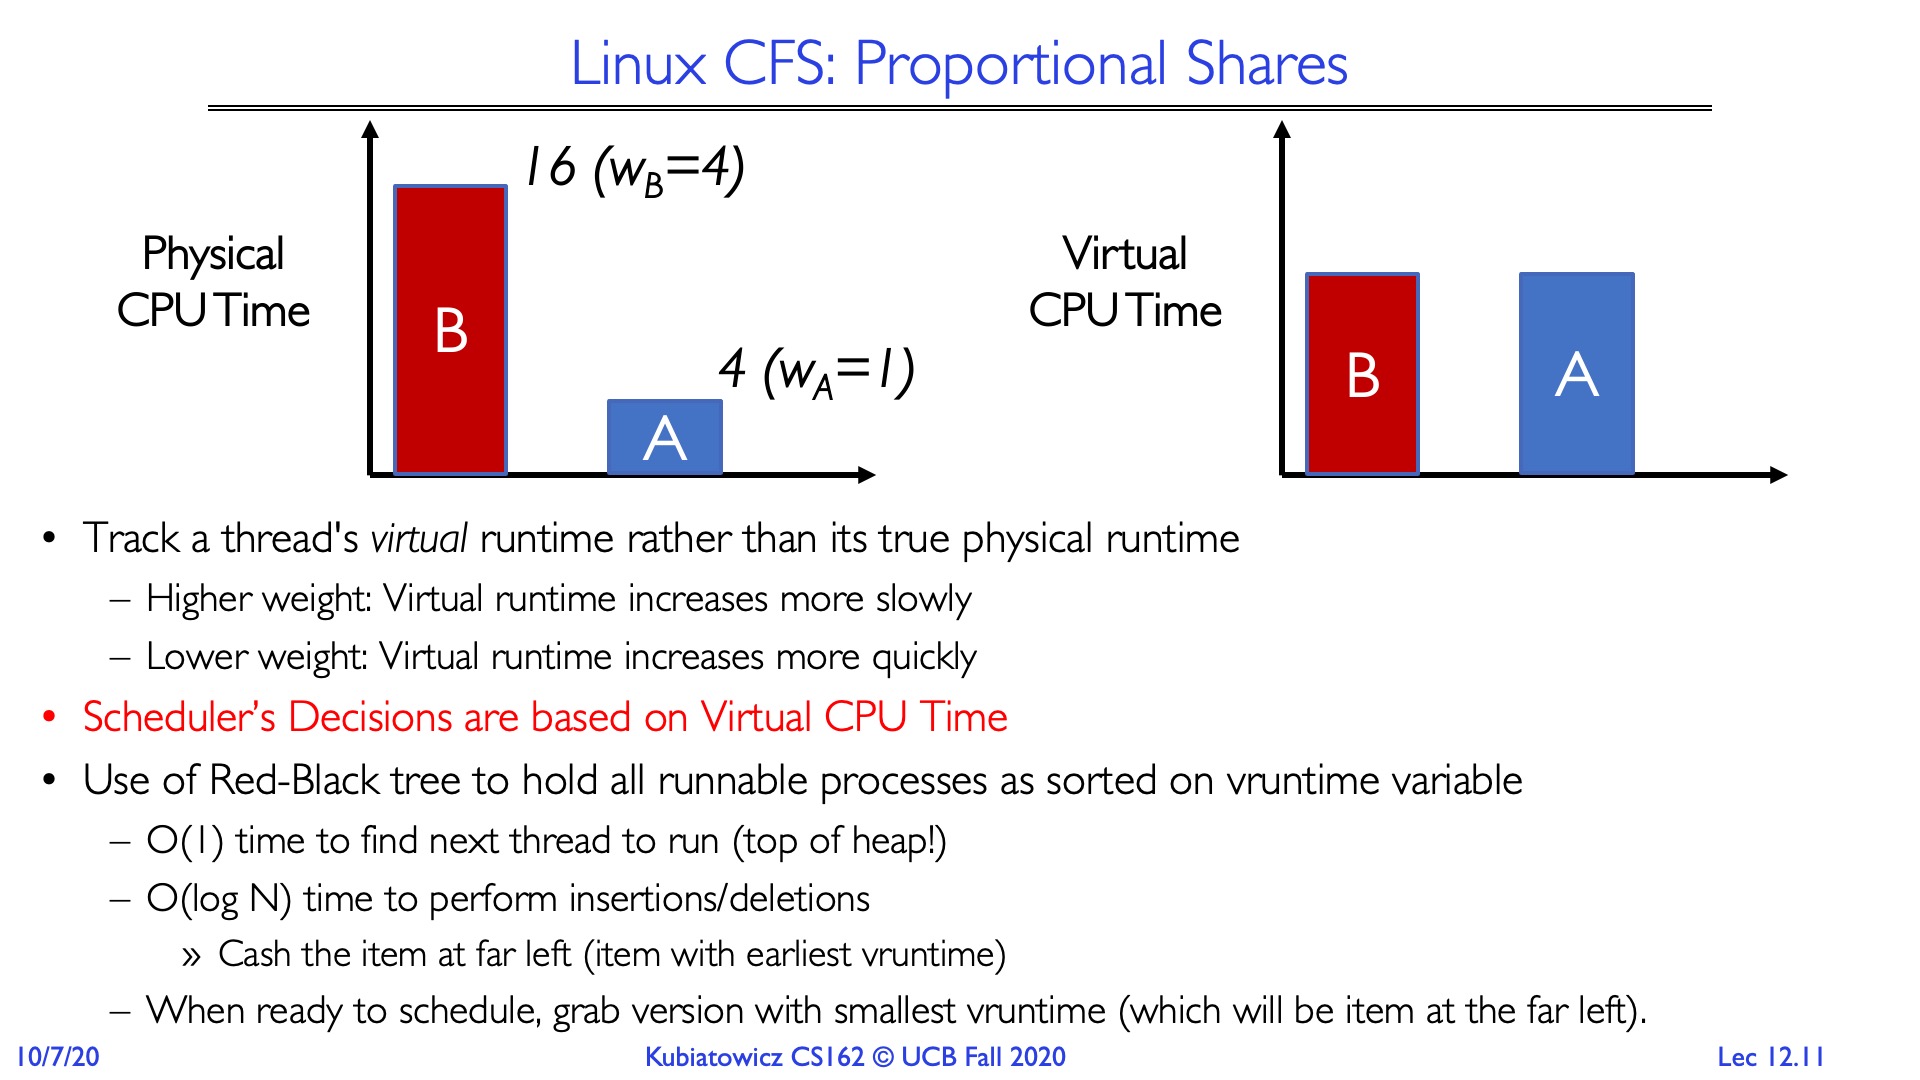 Linux CFS: Proportional Shares
16 (wB=4)
Physical
CPU Time
B
4 (wA=1)
A
Virtual
CPU Time
B
A
• Track a thread's virtual runtime rather than its true physical runtime
– Higher weight: Virtual runtime increases more slowly
– Lower weight: Virtual runtime increases more quickly
• Scheduler’s Decisions are based on Virtual CPU Time
• Use of Red-Black tree to hold all runnable processes as sorted on vruntime variable
– O(1) time to find next thread to run (top of heap!)
– O(log N) time to perform insertions/deletions
» Cash the item at far left (item with earliest vruntime)
– When ready to schedule, grab version with smallest vruntime (which will be item at the far left).
10/7/20
Kubiatowicz CS162 © UCB Fall 2020
Lec 12.11